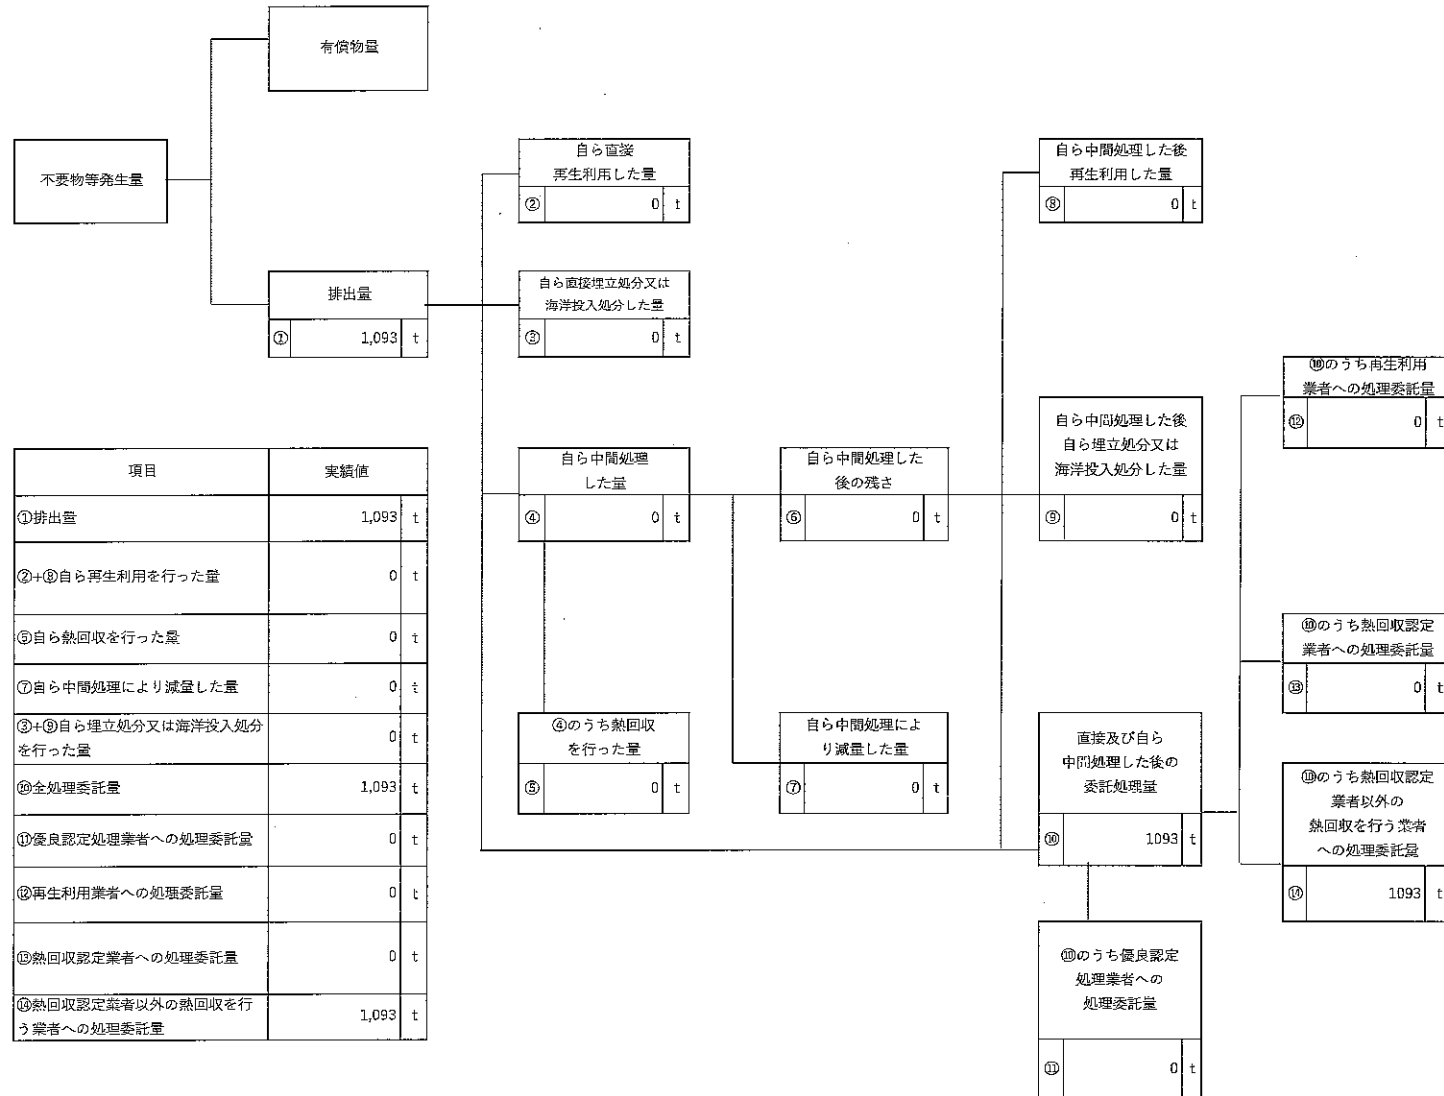 有償物量
不要物等発生量
排出量
① 1,093 t
自ら直接
再生利用した量
② 0 t
自ら直接埋立処分又は
海洋投入処分した量
③ 0 t
自ら中間処理
した量
④ 0 t
④のうち熱回収
を行った量
⑤ 0 t
自ら中間処理した
後の残さ
⑥ 0 t
自ら中間処理によ
り減量した量
⑦ 0 t
自ら中間処理した後
再生利用した量
⑧ 0 t
自ら中間処理した後
自ら埋立処分又は
海洋投入処分した量
⑨ 0 t
直接及び自ら
中間処理した後の
委託処理量
⑩ 1093 t
⑩のうち優良認定
処理業者への
処理委託量
⑪ 0 t
⑩のうち再生利用
業者への処理委託量
⑫ 0 t
⑩のうち熱回収認定
業者への処理委託量
⑬ 0 t
⑩のうち熱回収認定
業者以外の
熱回収を行う業者
への処理委託量
⑭ 1093 t
項目 実績値
①排出量 1,093 t
②+⑧自ら再生利用を行った量 0 t
⑤自ら熱回収を行った量 0 t
⑦自ら中間処理により減量した量 0 t
③+⑨自ら埋立処分又は海洋投入処分
を行った量 0 t
⑩全処理委託量 1,093 t
⑪優良認定処理業者への処理委託量 0 t
⑫再生利用業者への処理委託量 0 t
⑬熱回収認定業者への処理委託量 0 t
⑭熱回収認定業者以外の熱回収を行
う業者への処理委託量 1,093 t